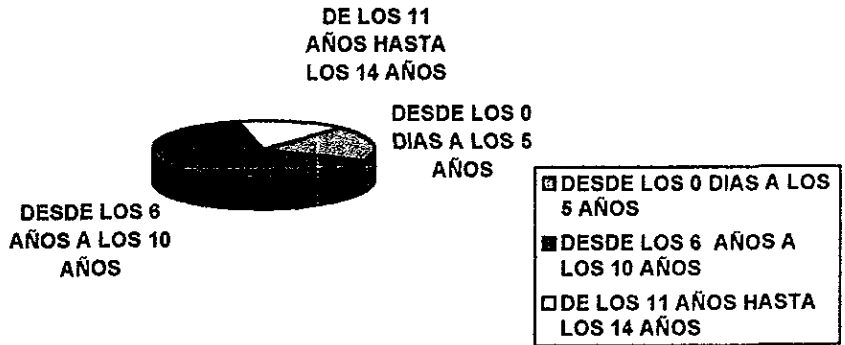 DE LOS 11
AÑOS HASTA
LOS 14 AÑOS
DESDE LOS 0
DIAS A LOS 5
AÑOS
DESDE LOS 6
AÑOS A LOS 10
AÑOS
DESDE LOS 0 DIAS A LOS
5 AÑOS
DESDE LOS 6 AÑOS A
LOS 10 AÑOS
DE LOS 11 AÑOS HASTA
LOS 14 AÑOS